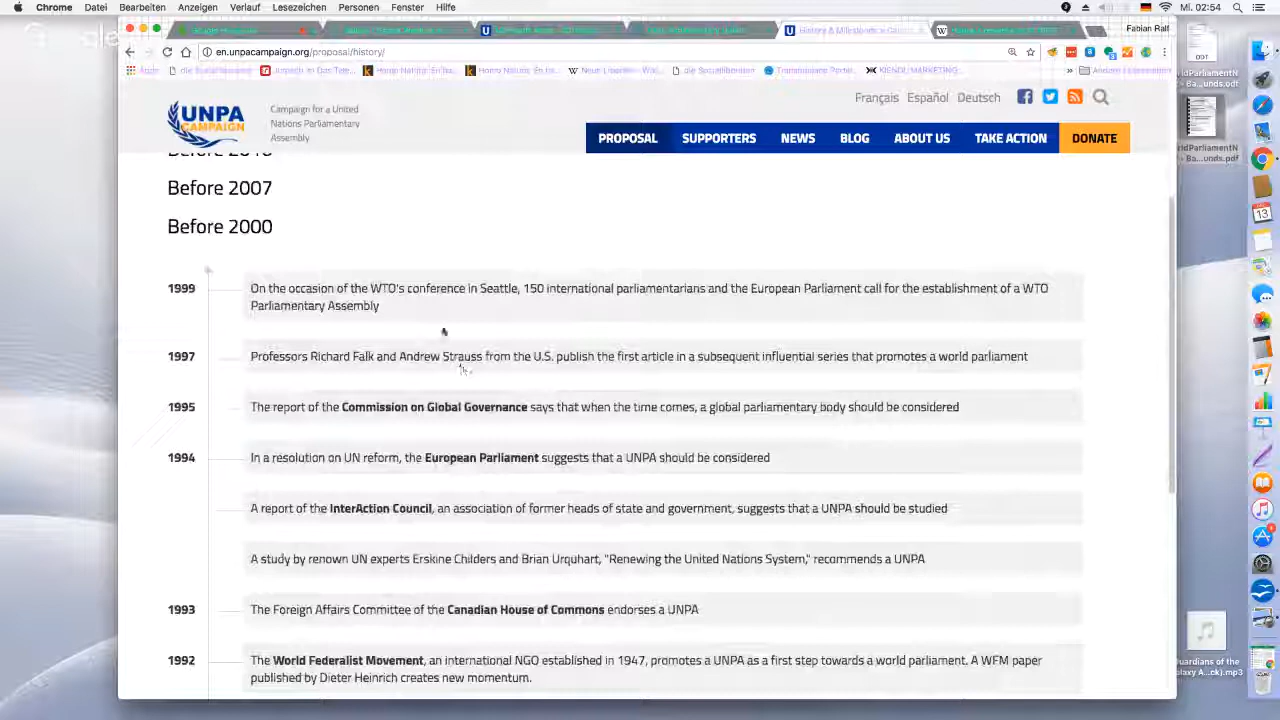 Chrome Datei Bearbeiten Anzeigen Verlauf Lesezeichen Personen Fenster Hilfe Mi. 02:54
Fabian Ralf
en.unpacampaign.org/proposal/history/
UNPA CAMPAIGN
Campaign for a United
Nations Parliamentary
Assembly
Français Español Deutsch
PROPOSAL SUPPORTERS NEWS BLOG ABOUT US TAKE ACTION DONATE
Before 2007
Before 2000
1999 On the occasion of the WTO's conference in Seattle, 150 international parliamentarians and the European Parliament call for the establishment of a WTO
Parliamentary Assembly
1997 Professors Richard Falk and Andrew Strauss from the U.S. publish the first article in a subsequent influential series that promotes a world parliament
1995 The report of the Commission on Global Governance says that when the time comes, a global parliamentary body should be considered
1994 In a resolution on UN reform, the European Parliament suggests that a UNPA should be considered
A report of the InterAction Council, an association of former heads of state and government, suggests that a UNPA should be studied
A study by renown UN experts Erskine Childers and Brian Urquhart, "Renewing the United Nations System," recommends a UNPA
1993 The Foreign Affairs Committee of the Canadian House of Commons endorses a UNPA
1992 The World Federalist Movement, an international NGO established in 1947, promotes a UNPA as a first step towards a world parliament. A WFM paper
published by Dieter Heinrich creates new momentum.